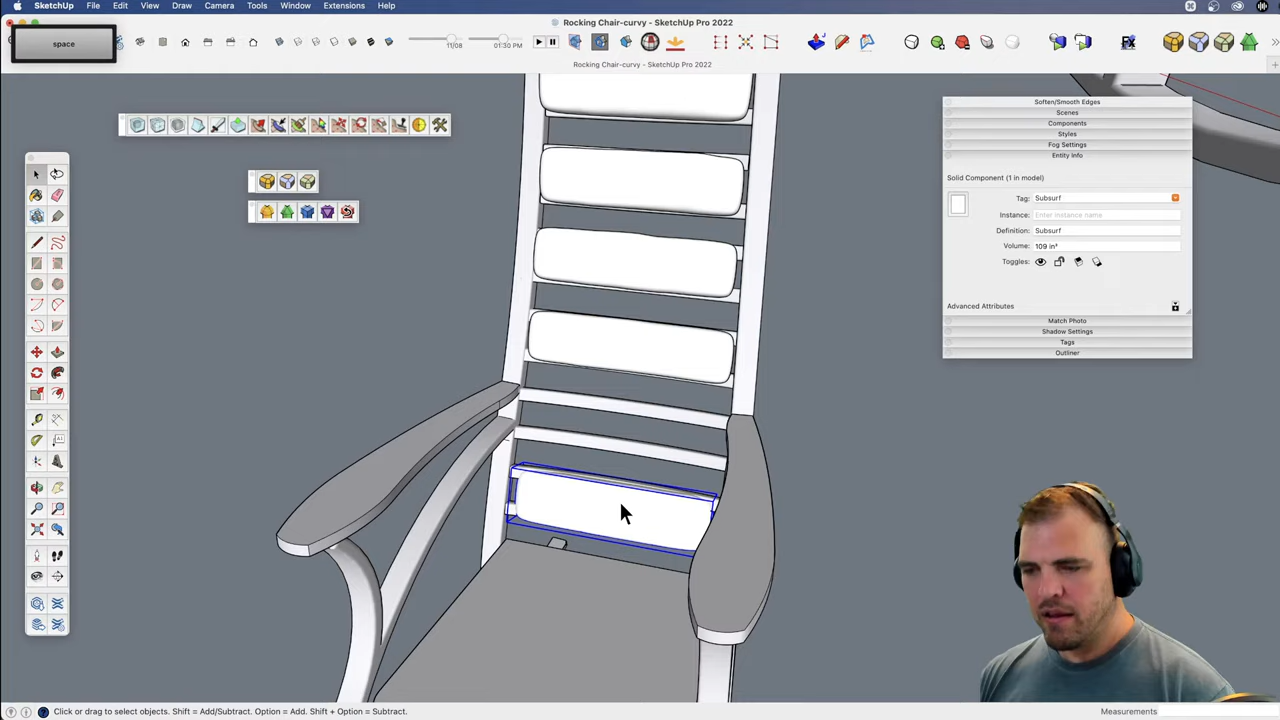 SketchUp File Edit View Draw Camera Tools Window Extensions Help
Rocking Chair-curvy - SketchUp Pro 2022
space
11/08 01:30 PM
Rocking Chair-curvy - SketchUp Pro 2022
Soften/Smooth Edges
Scenes
Components
Styles
Fog Settings
Entity Info
Solid Component (1 in model)
Tag: Subsurf
Instance: Enter instance name
Definition: Subsurf
Volume: 109 in³
Toggles:
Advanced Attributes
Match Photo
Shadow Settings
Tags
Outliner
Click or drag to select objects. Shift = Add/Subtract. Option = Add. Shift + Option = Subtract.
Measurements